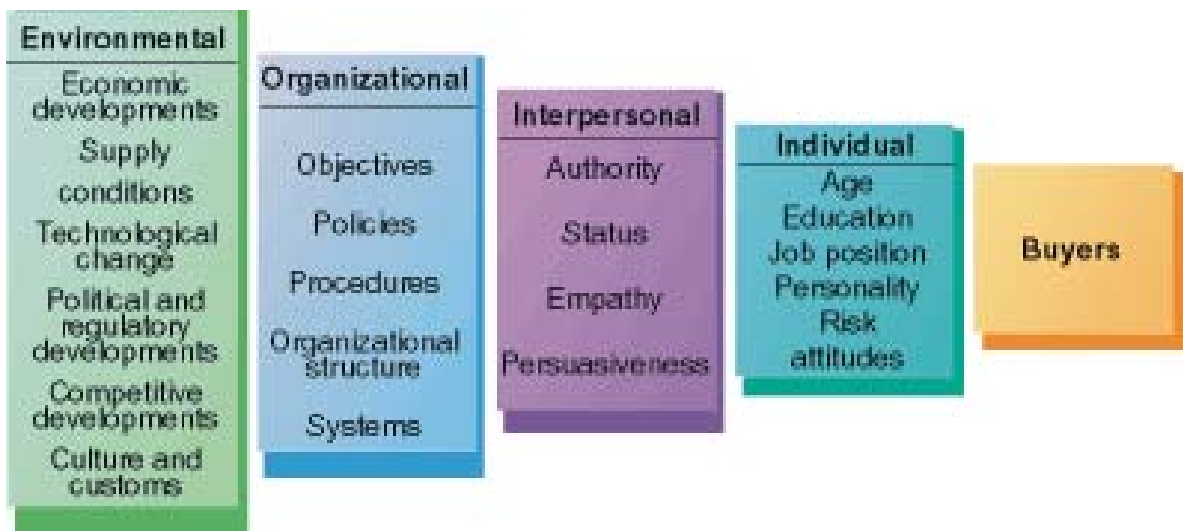 Environmental
Economic
developments
Supply
conditions
Technological
change
Political and
regulatory
developments
Competitive
developments
Culture and
customs
Organizational
Objectives
Policies
Procedures
Organizational
structure
Systems
Interpersonal
Authority
Status
Empathy
Persuasiveness
Individual
Age
Education
Job position
Personality
Risk
attitudes
Buyers